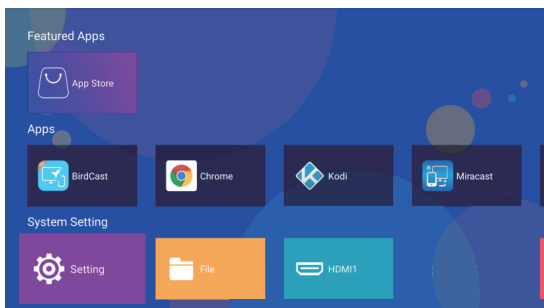 Featured Apps
App Store
Apps
BirdCast
Chrome
Kodi
Miracast
System Setting
Setting
File
HDMI1